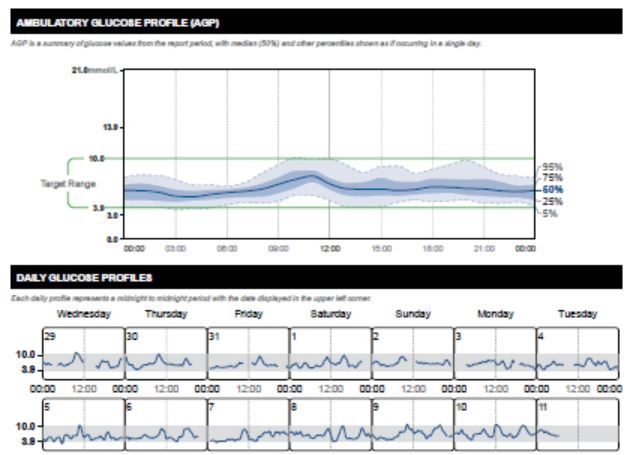 AMBULATORY GLUCOSE PROFILE (AGP)
AGP is a summary of glucose values from the report period, with median (50%) and other percentiles shown as if occurring in a single day.
21.0 mmol/L
13.9
10.0
Target Range
3.9
3.0
0.0
95%
75%
50%
25%
5%
00:00 03:00 06:00 09:00 12:00 15:00 18:00 21:00 00:00
DAILY GLUCOSE PROFILES
Each daily profile represents a midnight to midnight period with the date displayed in the upper left corner.
Wednesday Thursday Friday Saturday Sunday Monday Tuesday
29 30 31 1 2 3 4
10.0
3.9
00:00 12:00 00:00 12:00 00:00 12:00 00:00 12:00 00:00 12:00 00:00 12:00 00:00 12:00 00:00
5 6 7 8 9 10 11
10.0
3.9